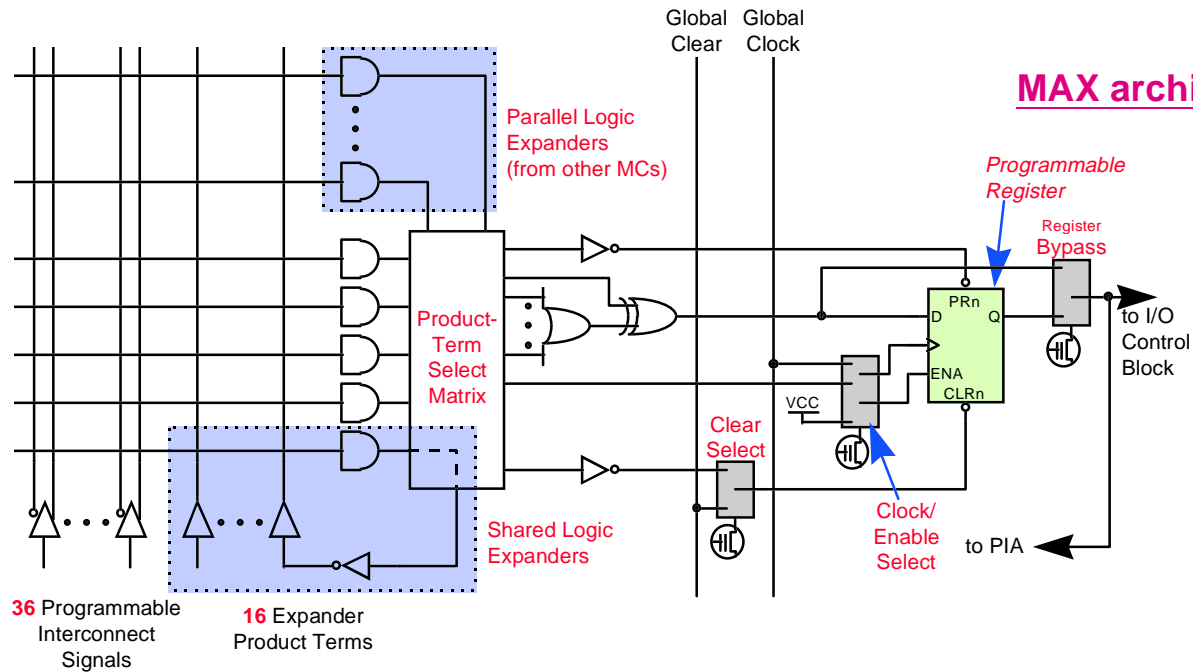 Global
Clear
Global
Clock
MAX archi
Parallel Logic
Expanders
(from other MCs)
Programmable
Register
Register
Bypass
PRn
D
Q
ENA
CLRn
to I/O
Control
Block
Product-
Term
Select
Matrix
VCC
Clear
Select
Clock/
Enable
Select
Shared Logic
Expanders
to PIA
36 Programmable
Interconnect
Signals
16 Expander
Product Terms